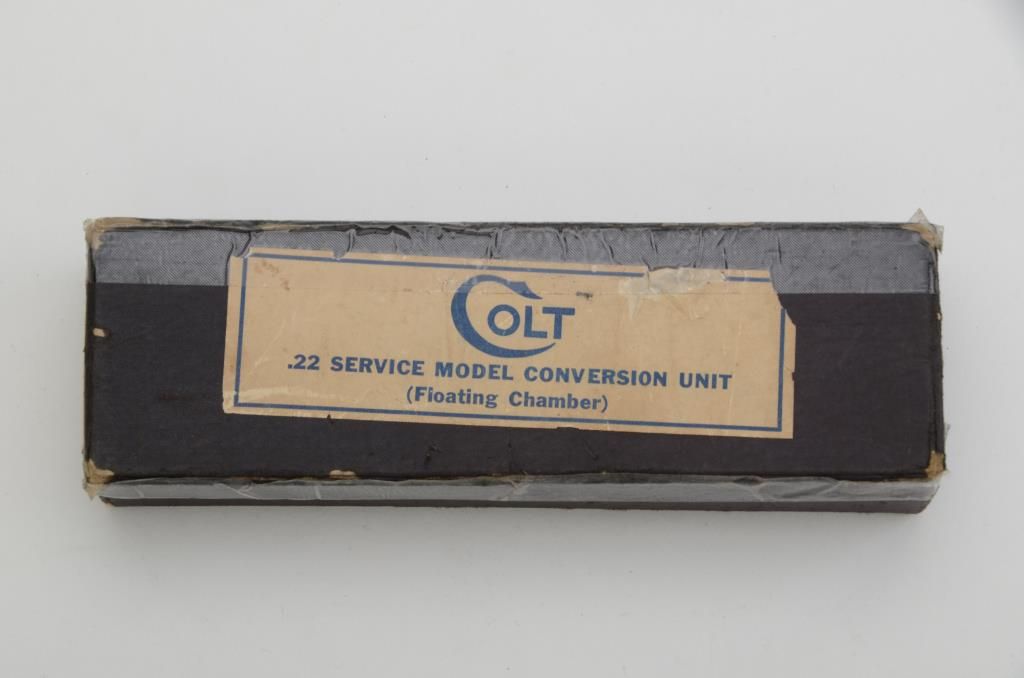 COLT
.22 SERVICE MODEL CONVERSION UNIT
(Floating Chamber)